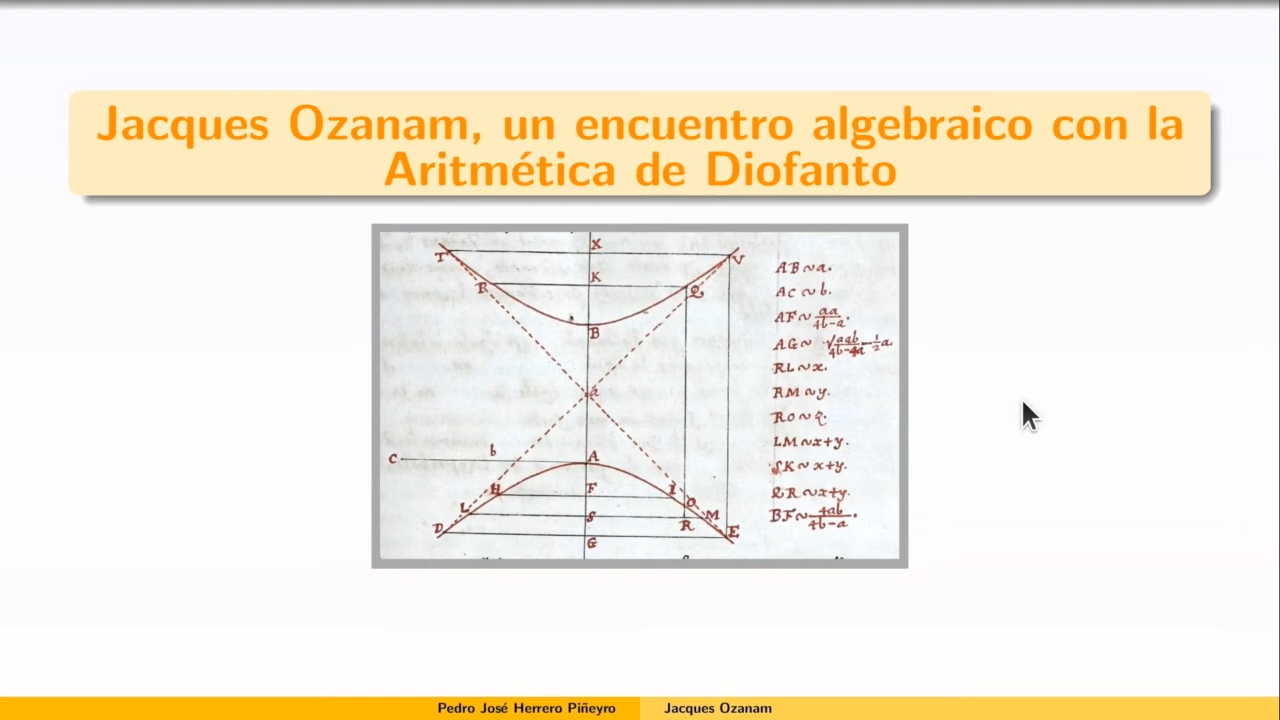 Jacques Ozanam, un encuentro algebraico con la
Aritmética de Diofanto
X
T
V
K
R
Q
B
a
C
b
A
H
F
I
O
L
S
M
R
D
E
G
AB∾a.
AC∾b.
AF∾aa/4b-a.
AG∾√aab/4b-4a-½a.
RL∾x.
RM∾y.
RO∾z.
LM∾x+y.
SK∾x+y.
QR∾x+y.
BF∾4ab/4b-a.
Pedro José Herrero Piñeyro
Jacques Ozanam